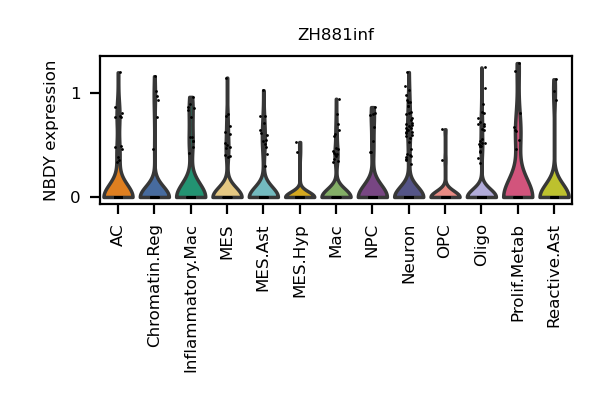 ZH881inf
NBDY expression
1
0
AC
Chromatin.Reg
Inflammatory.Mac
MES
MES.Ast
MES.Hyp
Mac
NPC
Neuron
OPC
Oligo
Prolif.Metab
Reactive.Ast